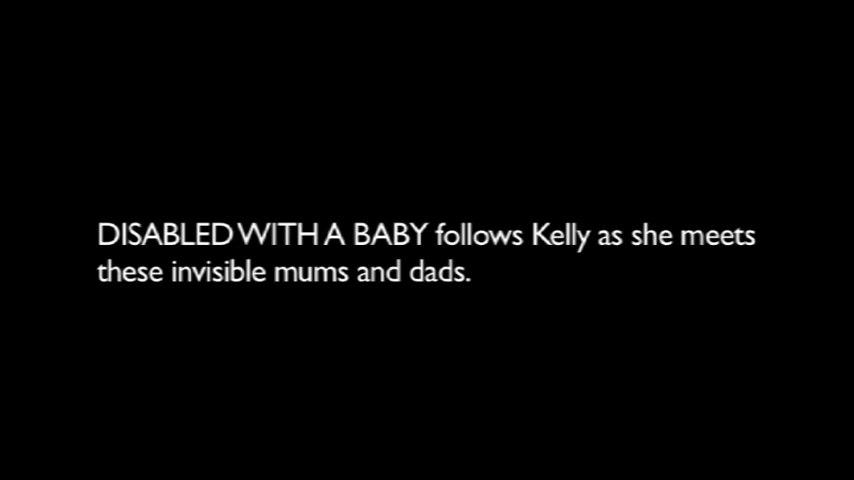 DISABLED WITH A BABY follows Kelly as she meets
these invisible mums and dads.